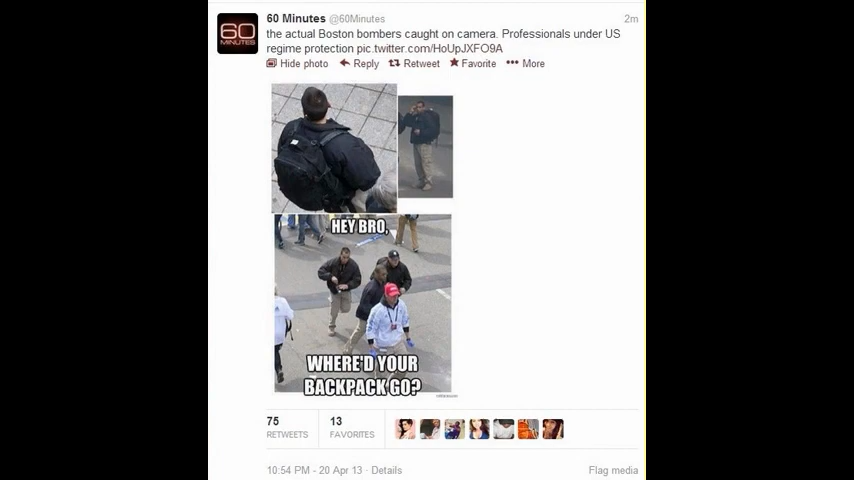 60 Minutes @60Minutes 2m
60
MINUTES
the actual Boston bombers caught on camera. Professionals under US
regime protection pic.twitter.com/HoUpJXFO9A
Hide photo Reply Retweet Favorite More
HEY BRO,
WHERE'D YOUR
BACKPACK GO?
75 13
RETWEETS FAVORITES
10:54 PM - 20 Apr 13 · Details Flag media